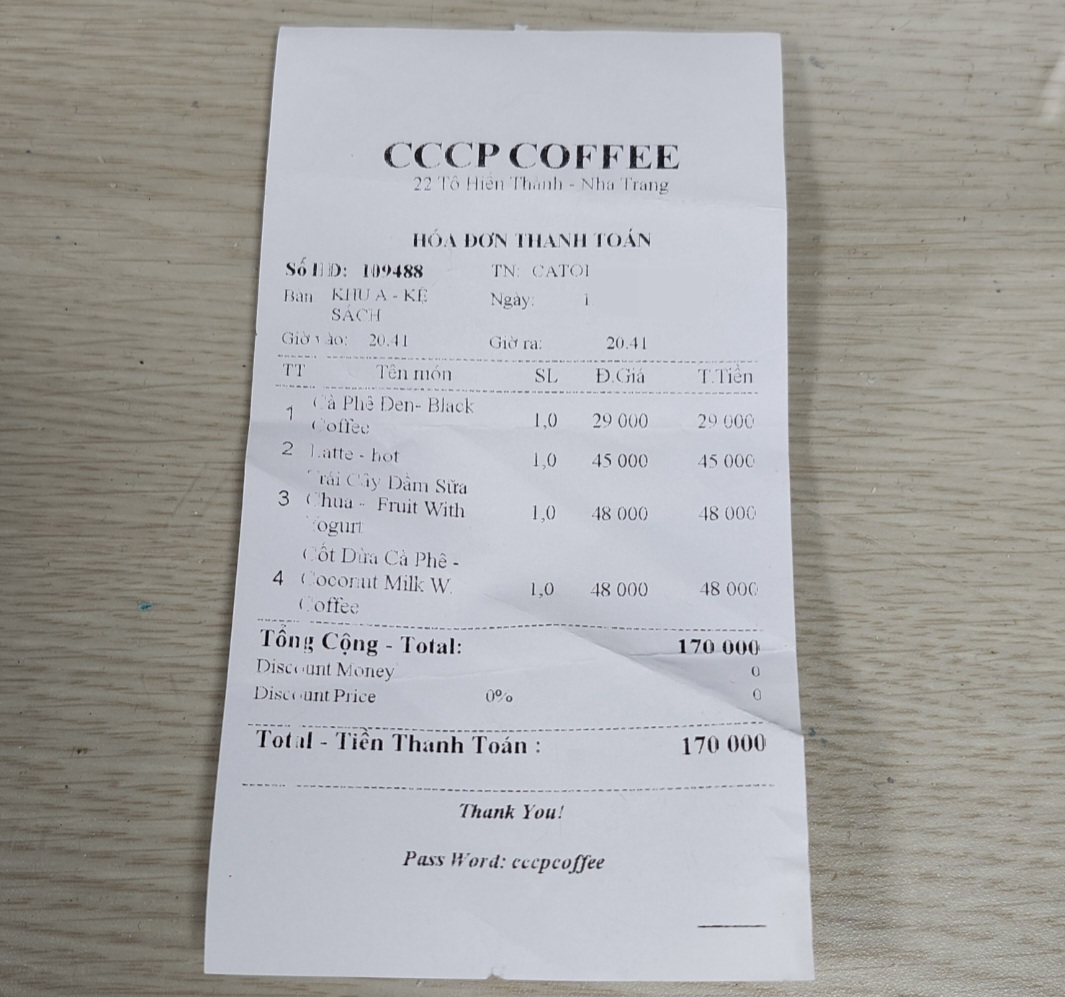 CCCP COFFEE
22 Tô Hiến Thành - Nha Trang
HÓA ĐƠN THANH TOÁN
Số HD: 109488 TN: CATOI
Bàn KHU A - KỆ SÁCH Ngày: 1
Giờ vào: 20.41 Giờ ra: 20.41
TT Tên món SL Đ.Giá T.Tiền
1 Cà Phê Đen- Black Coffee 1,0 29 000 29 000
2 Latte - hot 1,0 45 000 45 000
3 Trái Cây Dầm Sữa Chua - Fruit With Yogurt 1,0 48 000 48 000
4 Cốt Dừa Cà Phê - Coconut Milk W. Coffee 1,0 48 000 48 000
Tổng Cộng - Total: 170 000
Discount Money 0
Discount Price 0% 0
Total - Tiền Thanh Toán : 170 000
Thank You!
Pass Word: cccpcoffee